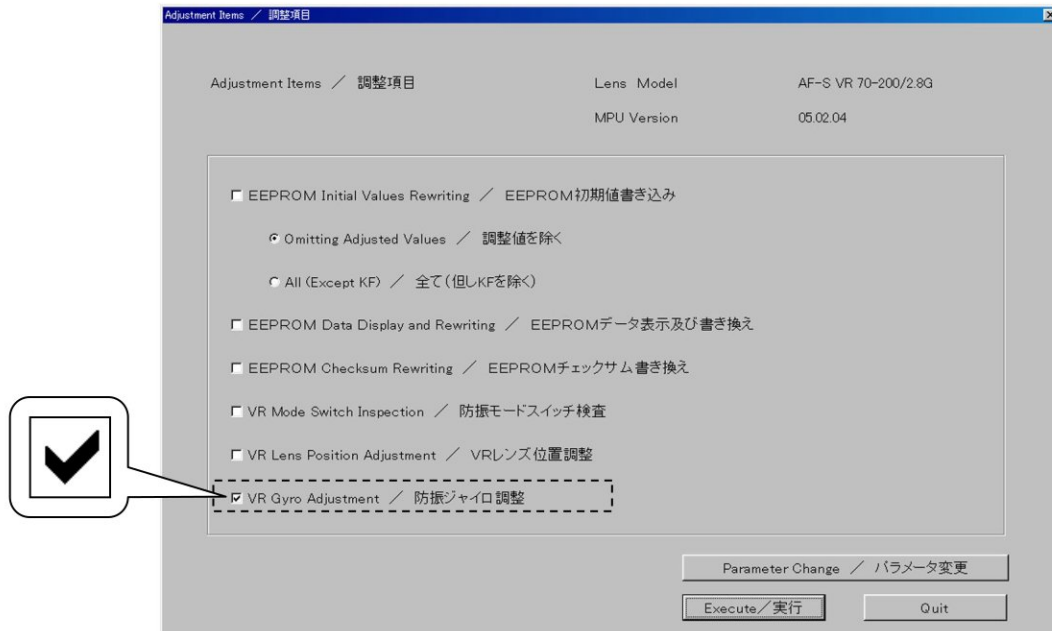 Adjustment Items ／ 調整項目
Adjustment Items ／ 調整項目 Lens Model AF-S VR 70-200/2.8G
MPU Version 05.02.04
EEPROM Initial Values Rewriting ／ EEPROM初期値書き込み
Omitting Adjusted Values ／ 調整値を除く
All (Except KF) ／ 全て(但しKFを除く)
EEPROM Data Display and Rewriting ／ EEPROMデータ表示及び書き換え
EEPROM Checksum Rewriting ／ EEPROMチェックサム書き換え
VR Mode Switch Inspection ／ 防振モードスイッチ検査
VR Lens Position Adjustment ／ VRレンズ位置調整
VR Gyro Adjustment ／ 防振ジャイロ調整
Parameter Change ／ パラメータ変更
Execute／実行 Quit